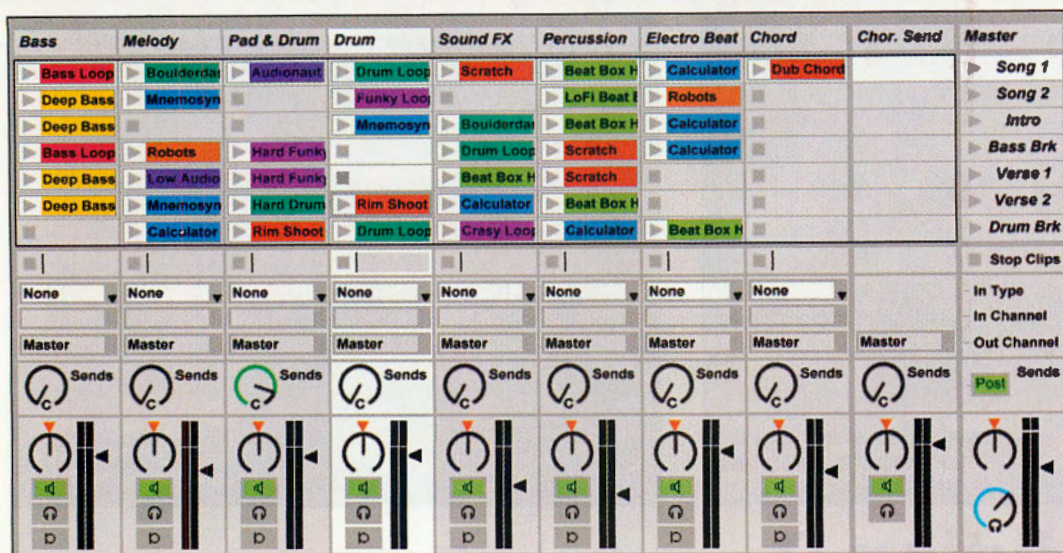 Bass Melody Pad & Drum Drum Sound FX Percussion Electro Beat Chord Chor. Send Master
Bass Loop Boulderdas Audionaut Drum Loop Scratch Beat Box H Calculator Dub Chord Song 1
Deep Bass Mnemosyn Funky Loop LoFi Beat B Robots Song 2
Deep Bass Mnemosyn Boulderdas Beat Box H Calculator Intro
Bass Loop Robots Hard Funky Drum Loop Scratch Calculator Bass Brk
Deep Bass Low Audio Hard Funky Beat Box H Scratch Verse 1
Deep Bass Mnemosyn Hard Drum Rim Shoot Calculator Beat Box H Verse 2
Calculator Rim Shoot Drum Loop Crasy Loop Calculator Beat Box H Drum Brk
Stop Clips
None None None None None None None None In Type
In Channel
Master Master Master Master Master Master Master Master Master Out Channel
Sends Sends Sends Sends Sends Sends Sends Sends Post Sends
C C C C C C C C